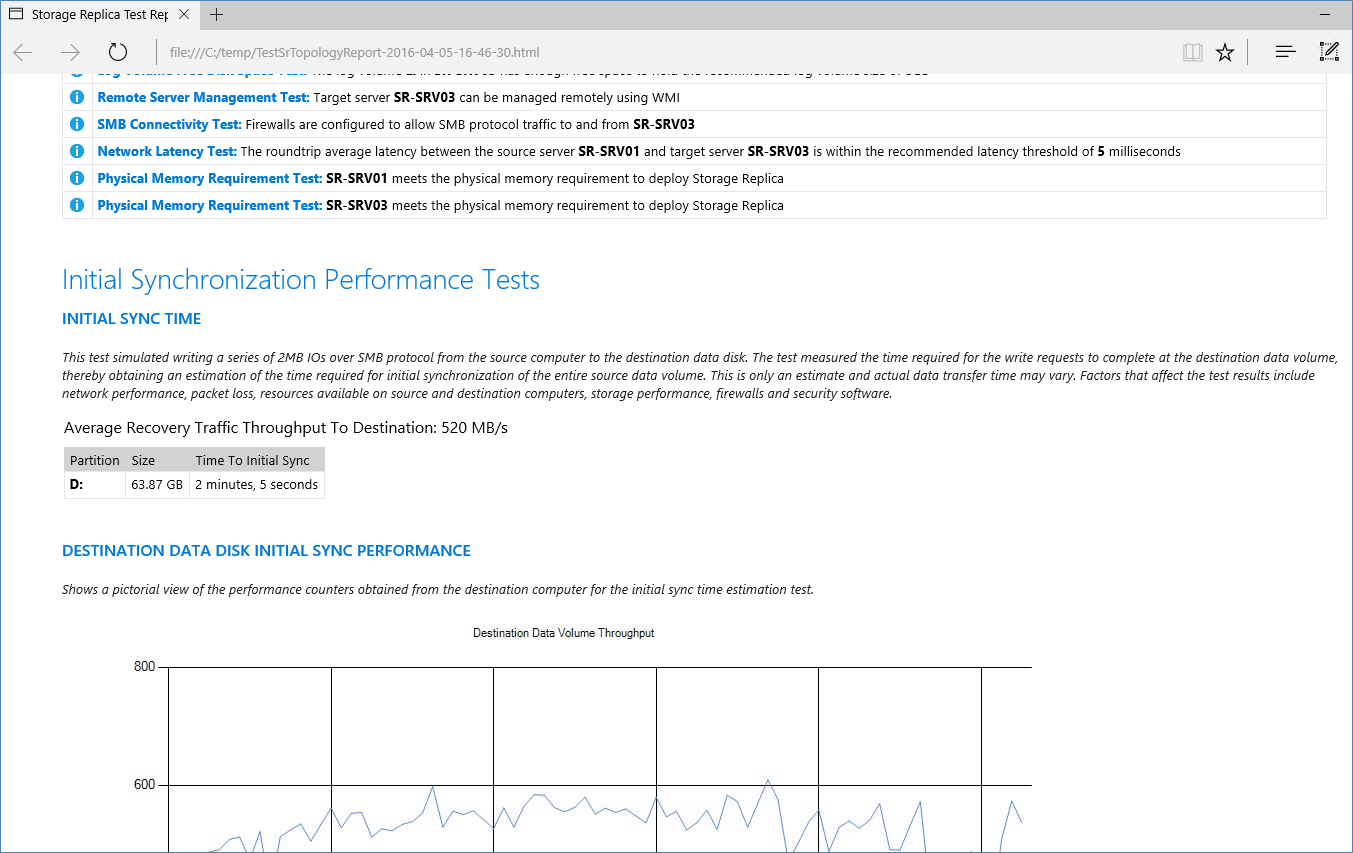 Storage Replica Test Rep
file:///C:/temp/TestSrTopologyReport-2016-04-05-16-46-30.html
Remote Server Management Test: Target server SR-SRV03 can be managed remotely using WMI
SMB Connectivity Test: Firewalls are configured to allow SMB protocol traffic to and from SR-SRV03
Network Latency Test: The roundtrip average latency between the source server SR-SRV01 and target server SR-SRV03 is within the recommended latency threshold of 5 milliseconds
Physical Memory Requirement Test: SR-SRV01 meets the physical memory requirement to deploy Storage Replica
Physical Memory Requirement Test: SR-SRV03 meets the physical memory requirement to deploy Storage Replica
Initial Synchronization Performance Tests
INITIAL SYNC TIME
This test simulated writing a series of 2MB IOs over SMB protocol from the source computer to the destination data disk. The test measured the time required for the write requests to complete at the destination data volume,
thereby obtaining an estimation of the time required for initial synchronization of the entire source data volume. This is only an estimate and actual data transfer time may vary. Factors that affect the test results include
network performance, packet loss, resources available on source and destination computers, storage performance, firewalls and security software.
Average Recovery Traffic Throughput To Destination: 520 MB/s
Partition Size Time To Initial Sync
D: 63.87 GB 2 minutes, 5 seconds
DESTINATION DATA DISK INITIAL SYNC PERFORMANCE
Shows a pictorial view of the performance counters obtained from the destination computer for the initial sync time estimation test.
Destination Data Volume Throughput
800
600